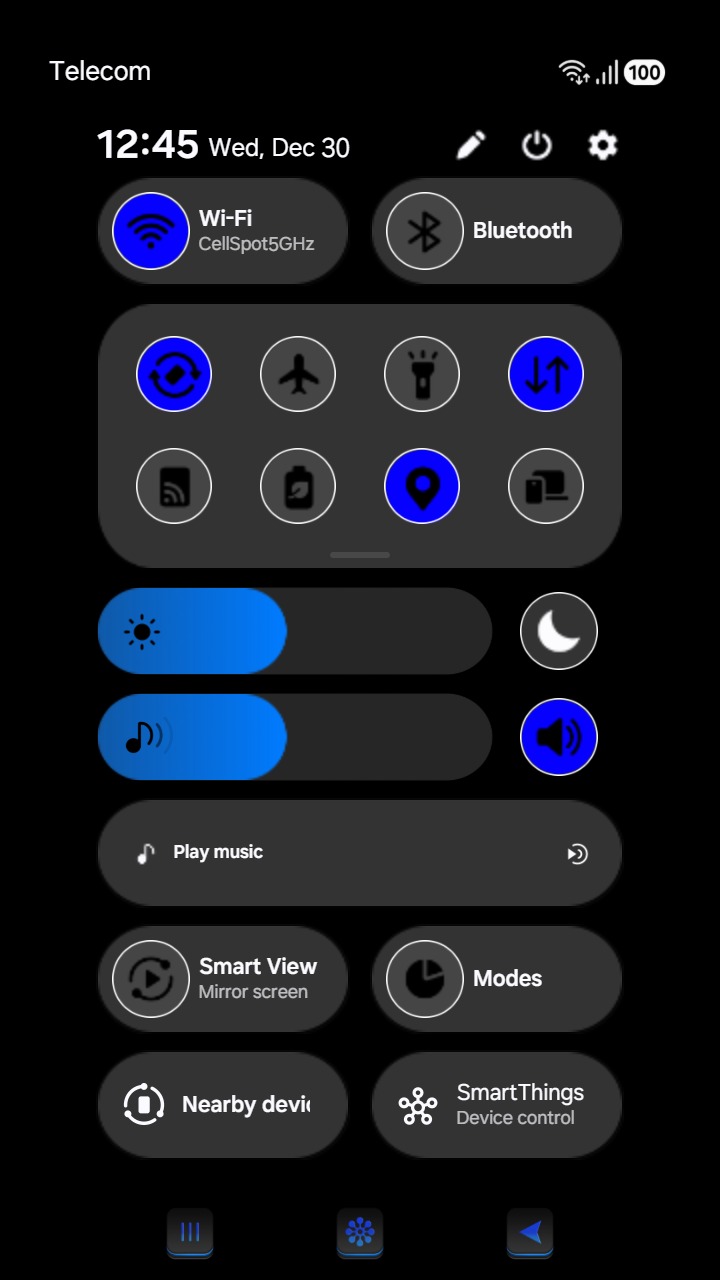 Telecom
100
12:45 Wed, Dec 30
Wi-Fi
CellSpot5GHz
Bluetooth
Play music
Smart View
Mirror screen
Modes
Nearby devic
SmartThings
Device control